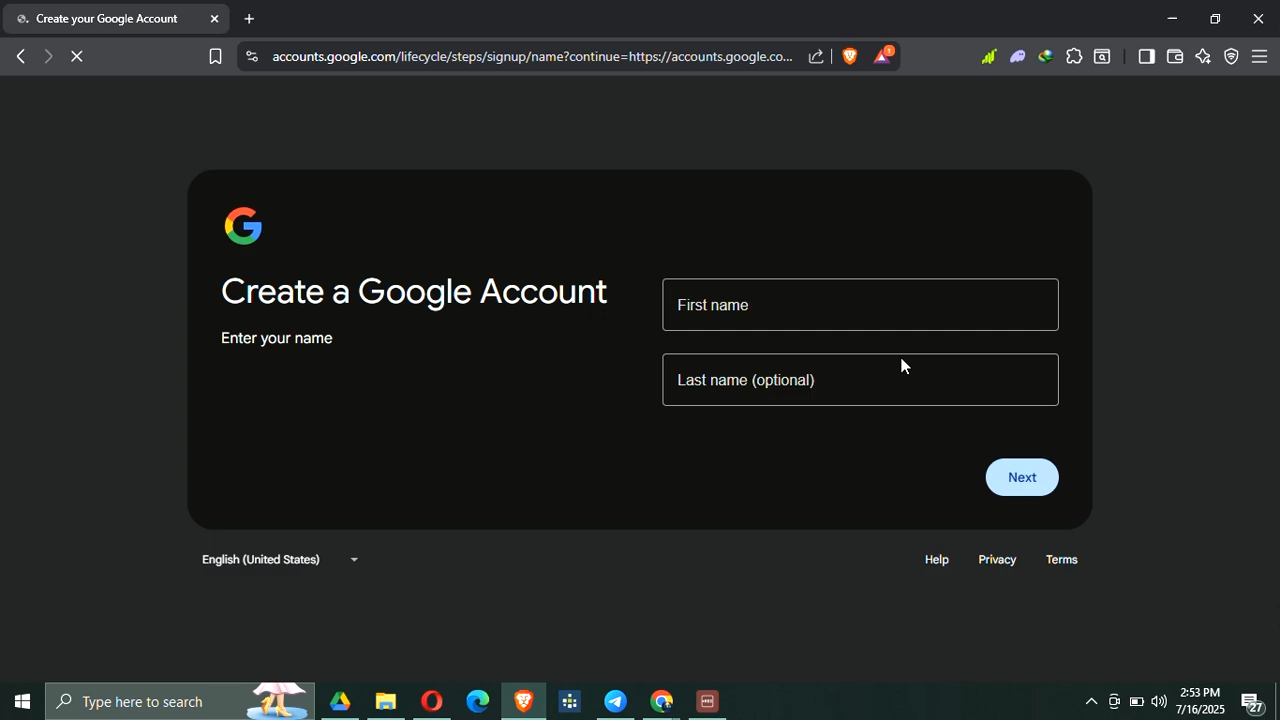 Create your Google Account
accounts.google.com/lifecycle/steps/signup/name?continue=https://accounts.google.co...
1
Create a Google Account
Enter your name
First name
Last name (optional)
Next
English (United States)
Help
Privacy
Terms
Type here to search
2:53 PM
7/16/2025
27